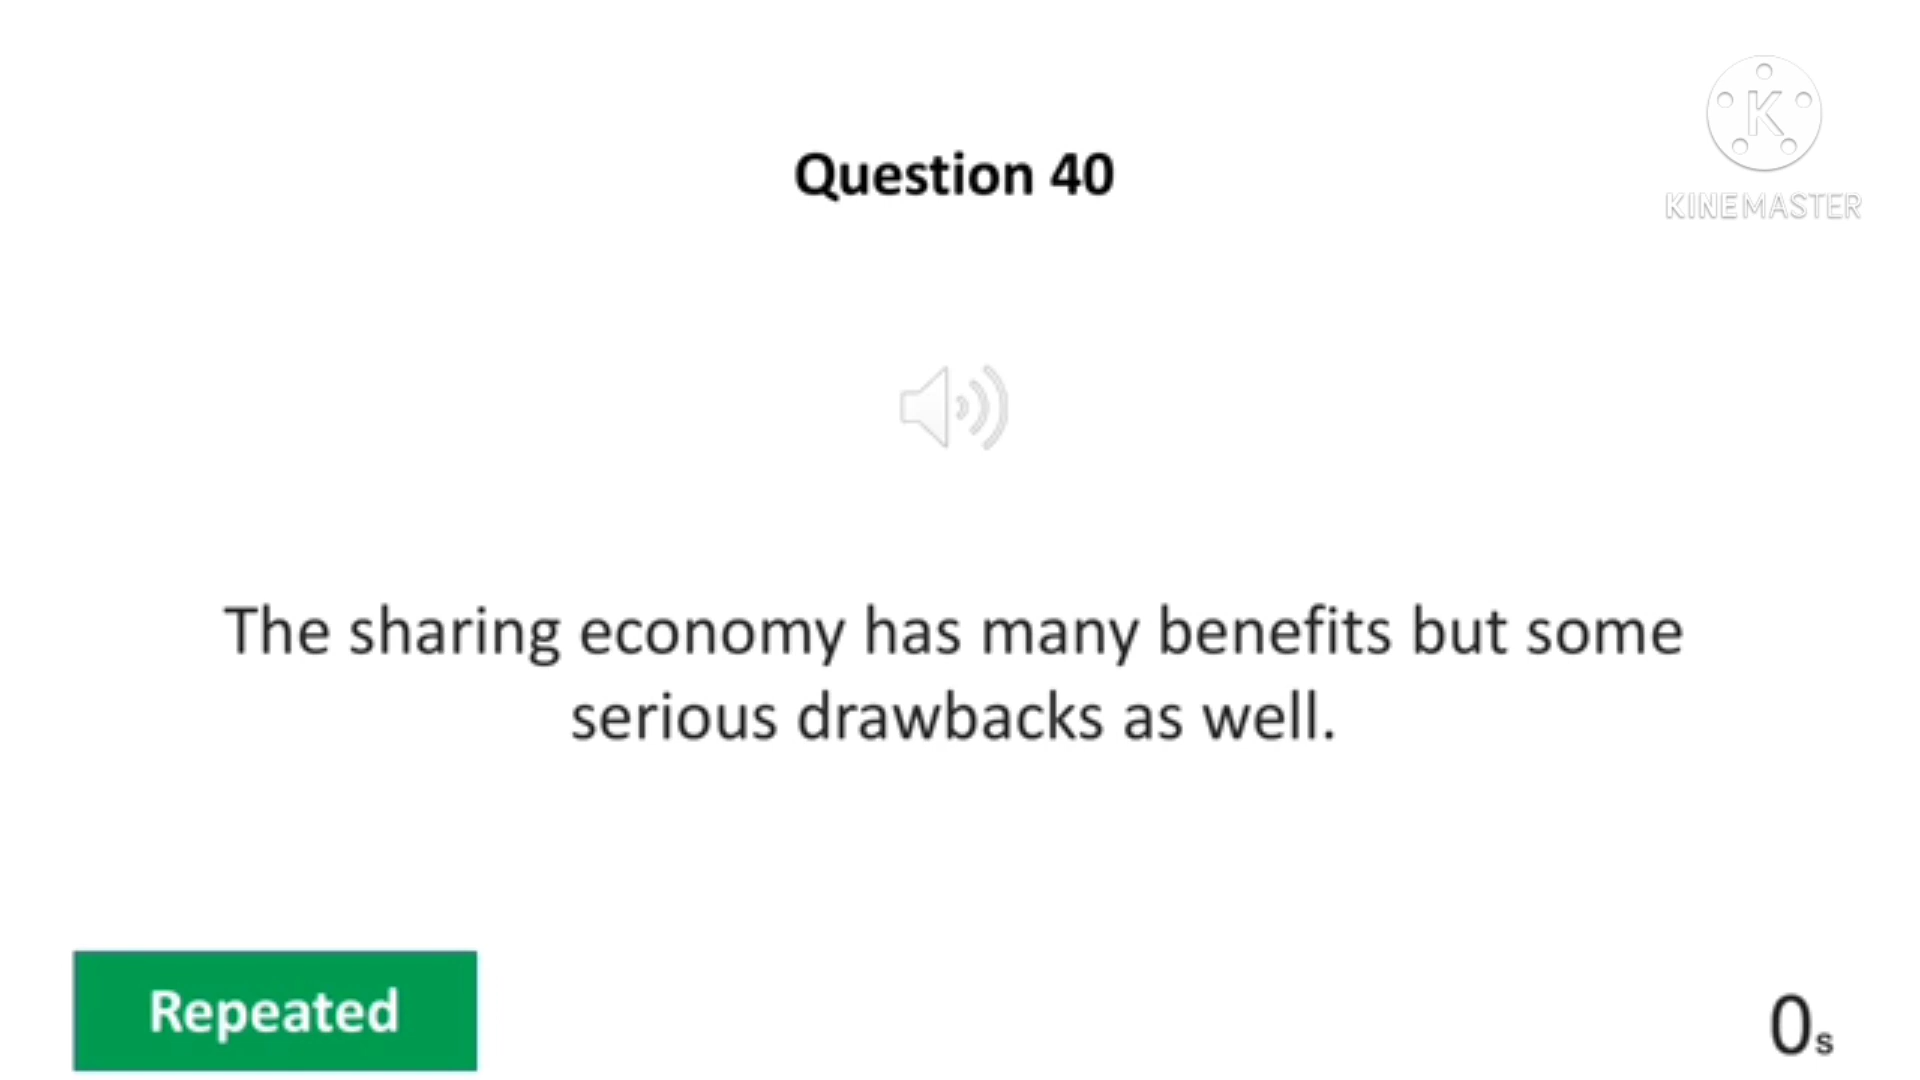 Question 40
K
KINEMASTER
The sharing economy has many benefits but some
serious drawbacks as well.
Repeated
0s